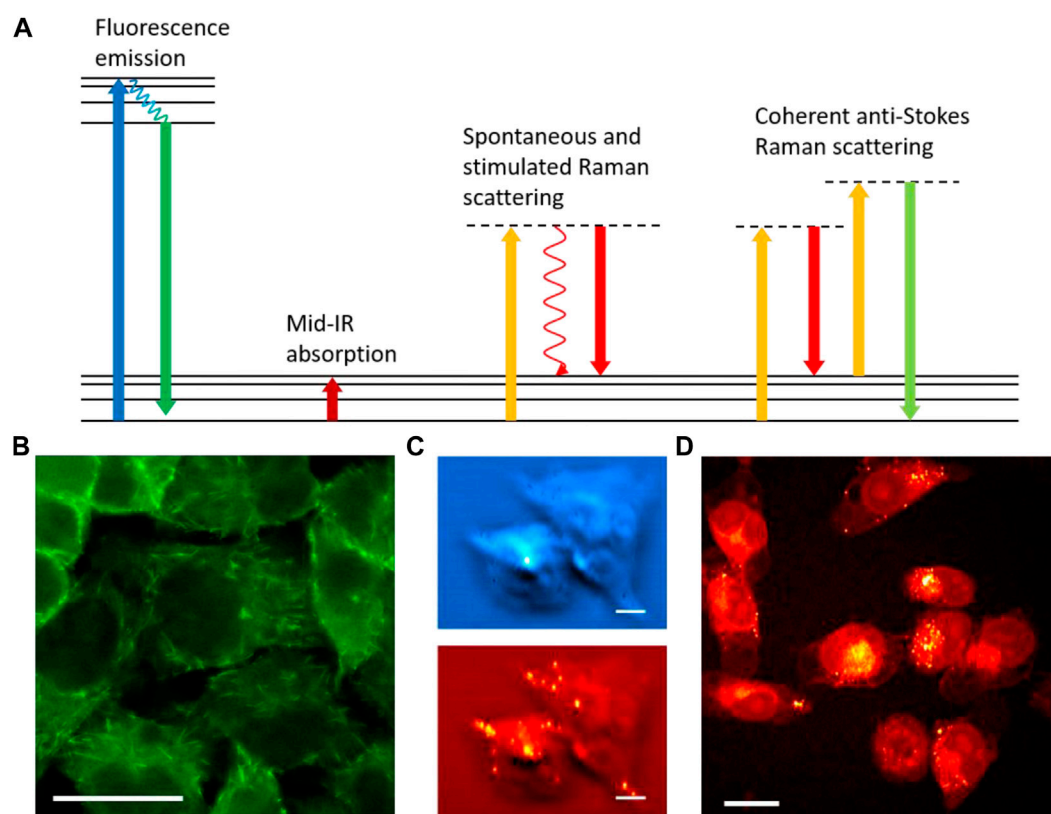 A
Fluorescence
emission
Mid-IR
absorption
Spontaneous and
stimulated Raman
scattering
Coherent anti-Stokes
Raman scattering
B
C
D